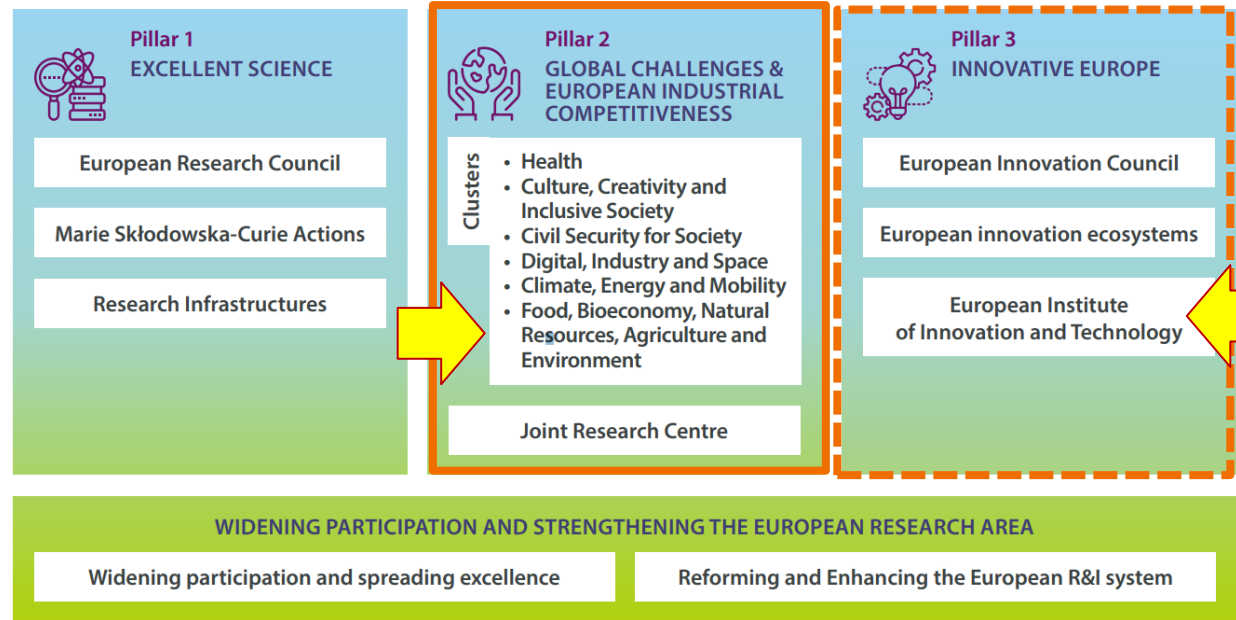 Pillar 1
EXCELLENT SCIENCE
European Research Council
Marie Skłodowska-Curie Actions
Research Infrastructures
Pillar 2
GLOBAL CHALLENGES &
EUROPEAN INDUSTRIAL
COMPETITIVENESS
Clusters
• Health
• Culture, Creativity and
Inclusive Society
• Civil Security for Society
• Digital, Industry and Space
• Climate, Energy and Mobility
• Food, Bioeconomy, Natural
Resources, Agriculture and
Environment
Joint Research Centre
Pillar 3
INNOVATIVE EUROPE
European Innovation Council
European innovation ecosystems
European Institute
of Innovation and Technology
WIDENING PARTICIPATION AND STRENGTHENING THE EUROPEAN RESEARCH AREA
Widening participation and spreading excellence
Reforming and Enhancing the European R&I system